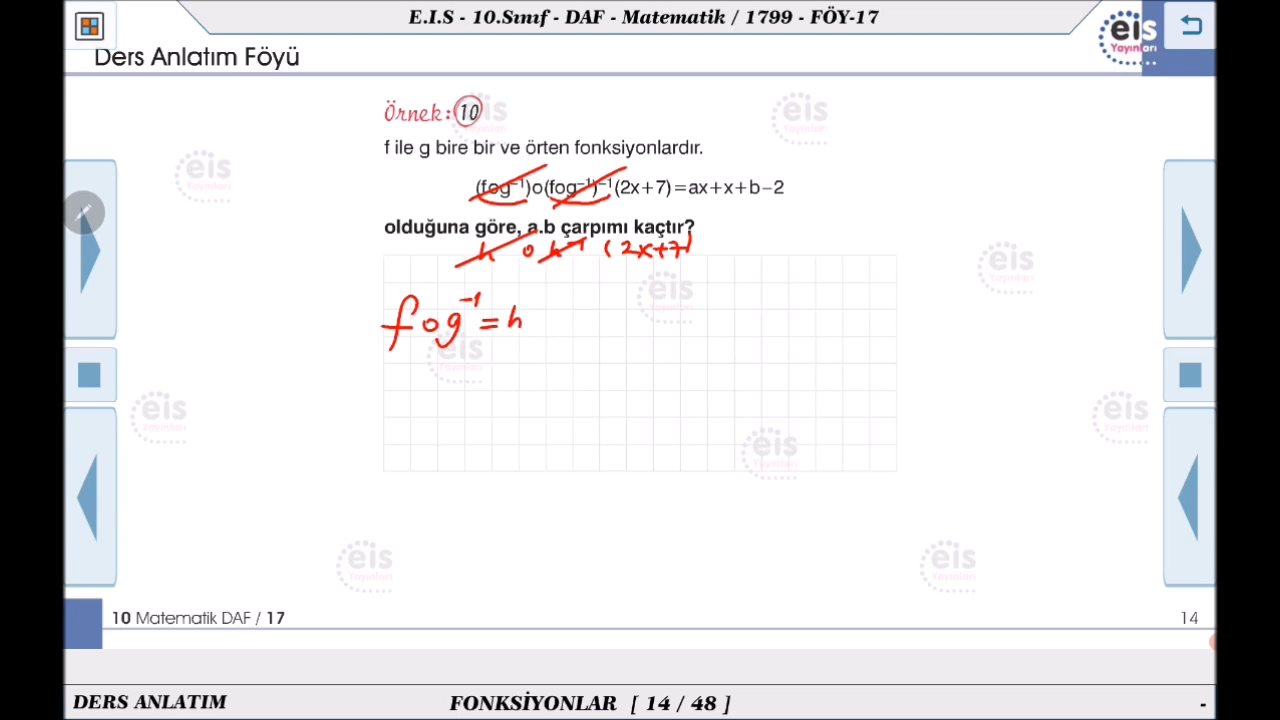 E.I.S - 10.Sınıf - DAF - Matematik / 1799 - FÖY-17
eis
Yayınları
Ders Anlatım Föyü
Örnek: 10
f ile g bire bir ve örten fonksiyonlardır.
(fog⁻¹)o(fog⁻¹)⁻¹(2x+7)=ax+x+b−2
olduğuna göre, a.b çarpımı kaçtır?
h o h⁻¹ (2x+7)
fog⁻¹ = h
10 Matematik DAF / 17
14
DERS ANLATIM
FONKSİYONLAR [ 14 / 48 ]
-